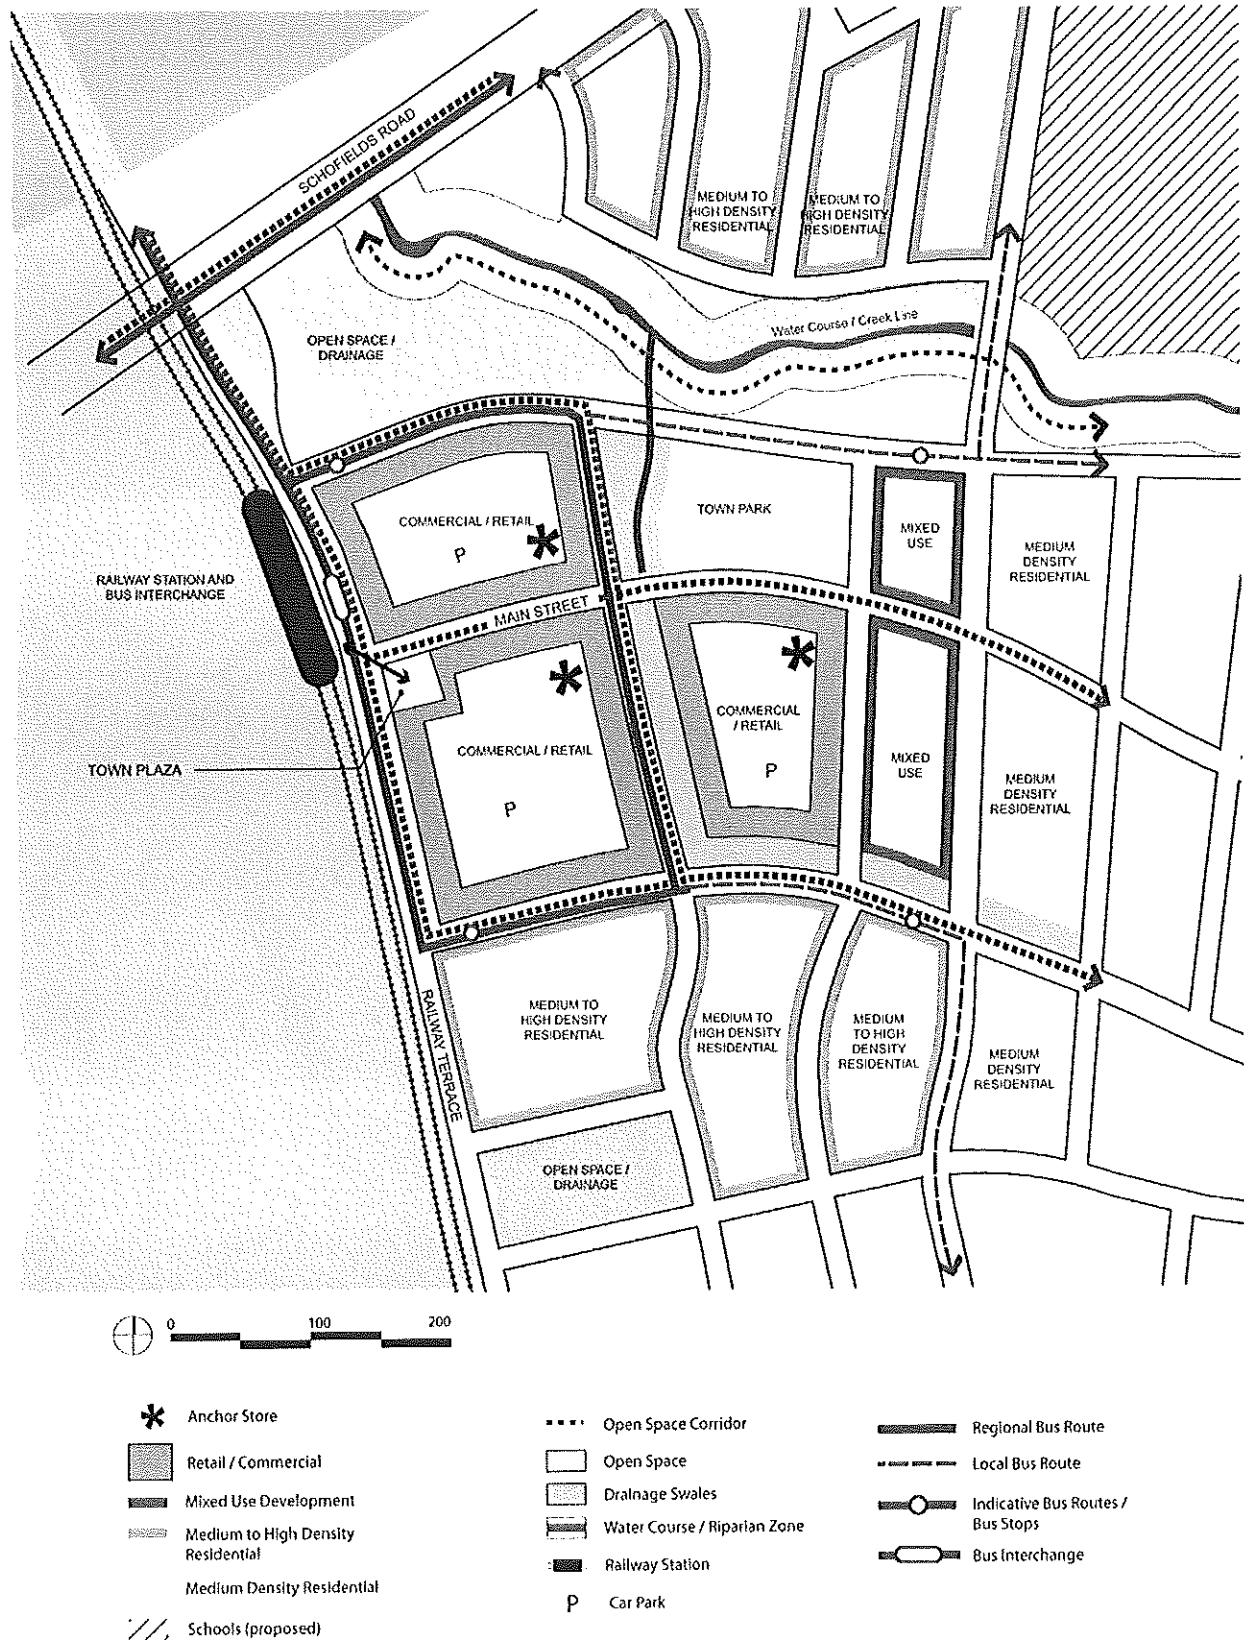 SCHOFIELDS ROAD
MEDIUM TO
HIGH DENSITY
RESIDENTIAL
MEDIUM TO
HIGH DENSITY
RESIDENTIAL
Water Course / Creek Line
OPEN SPACE /
DRAINAGE
COMMERCIAL / RETAIL
P
TOWN PARK
MIXED
USE
MEDIUM
DENSITY
RESIDENTIAL
RAILWAY STATION AND
BUS INTERCHANGE
MAIN STREET
COMMERCIAL
/ RETAIL
P
COMMERCIAL / RETAIL
P
MIXED
USE
TOWN PLAZA
MEDIUM
DENSITY
RESIDENTIAL
RAILWAY TERRACE
MEDIUM TO
HIGH DENSITY
RESIDENTIAL
MEDIUM TO
HIGH DENSITY
RESIDENTIAL
MEDIUM
TO HIGH
DENSITY
RESIDENTIAL
MEDIUM
DENSITY
RESIDENTIAL
OPEN SPACE /
DRAINAGE
0 100 200
Anchor Store
Retail / Commercial
Mixed Use Development
Medium to High Density
Residential
Medium Density Residential
Schools (proposed)
Open Space Corridor
Open Space
Drainage Swales
Water Course / Riparian Zone
Railway Station
P Car Park
Regional Bus Route
Local Bus Route
Indicative Bus Routes /
Bus Stops
Bus Interchange